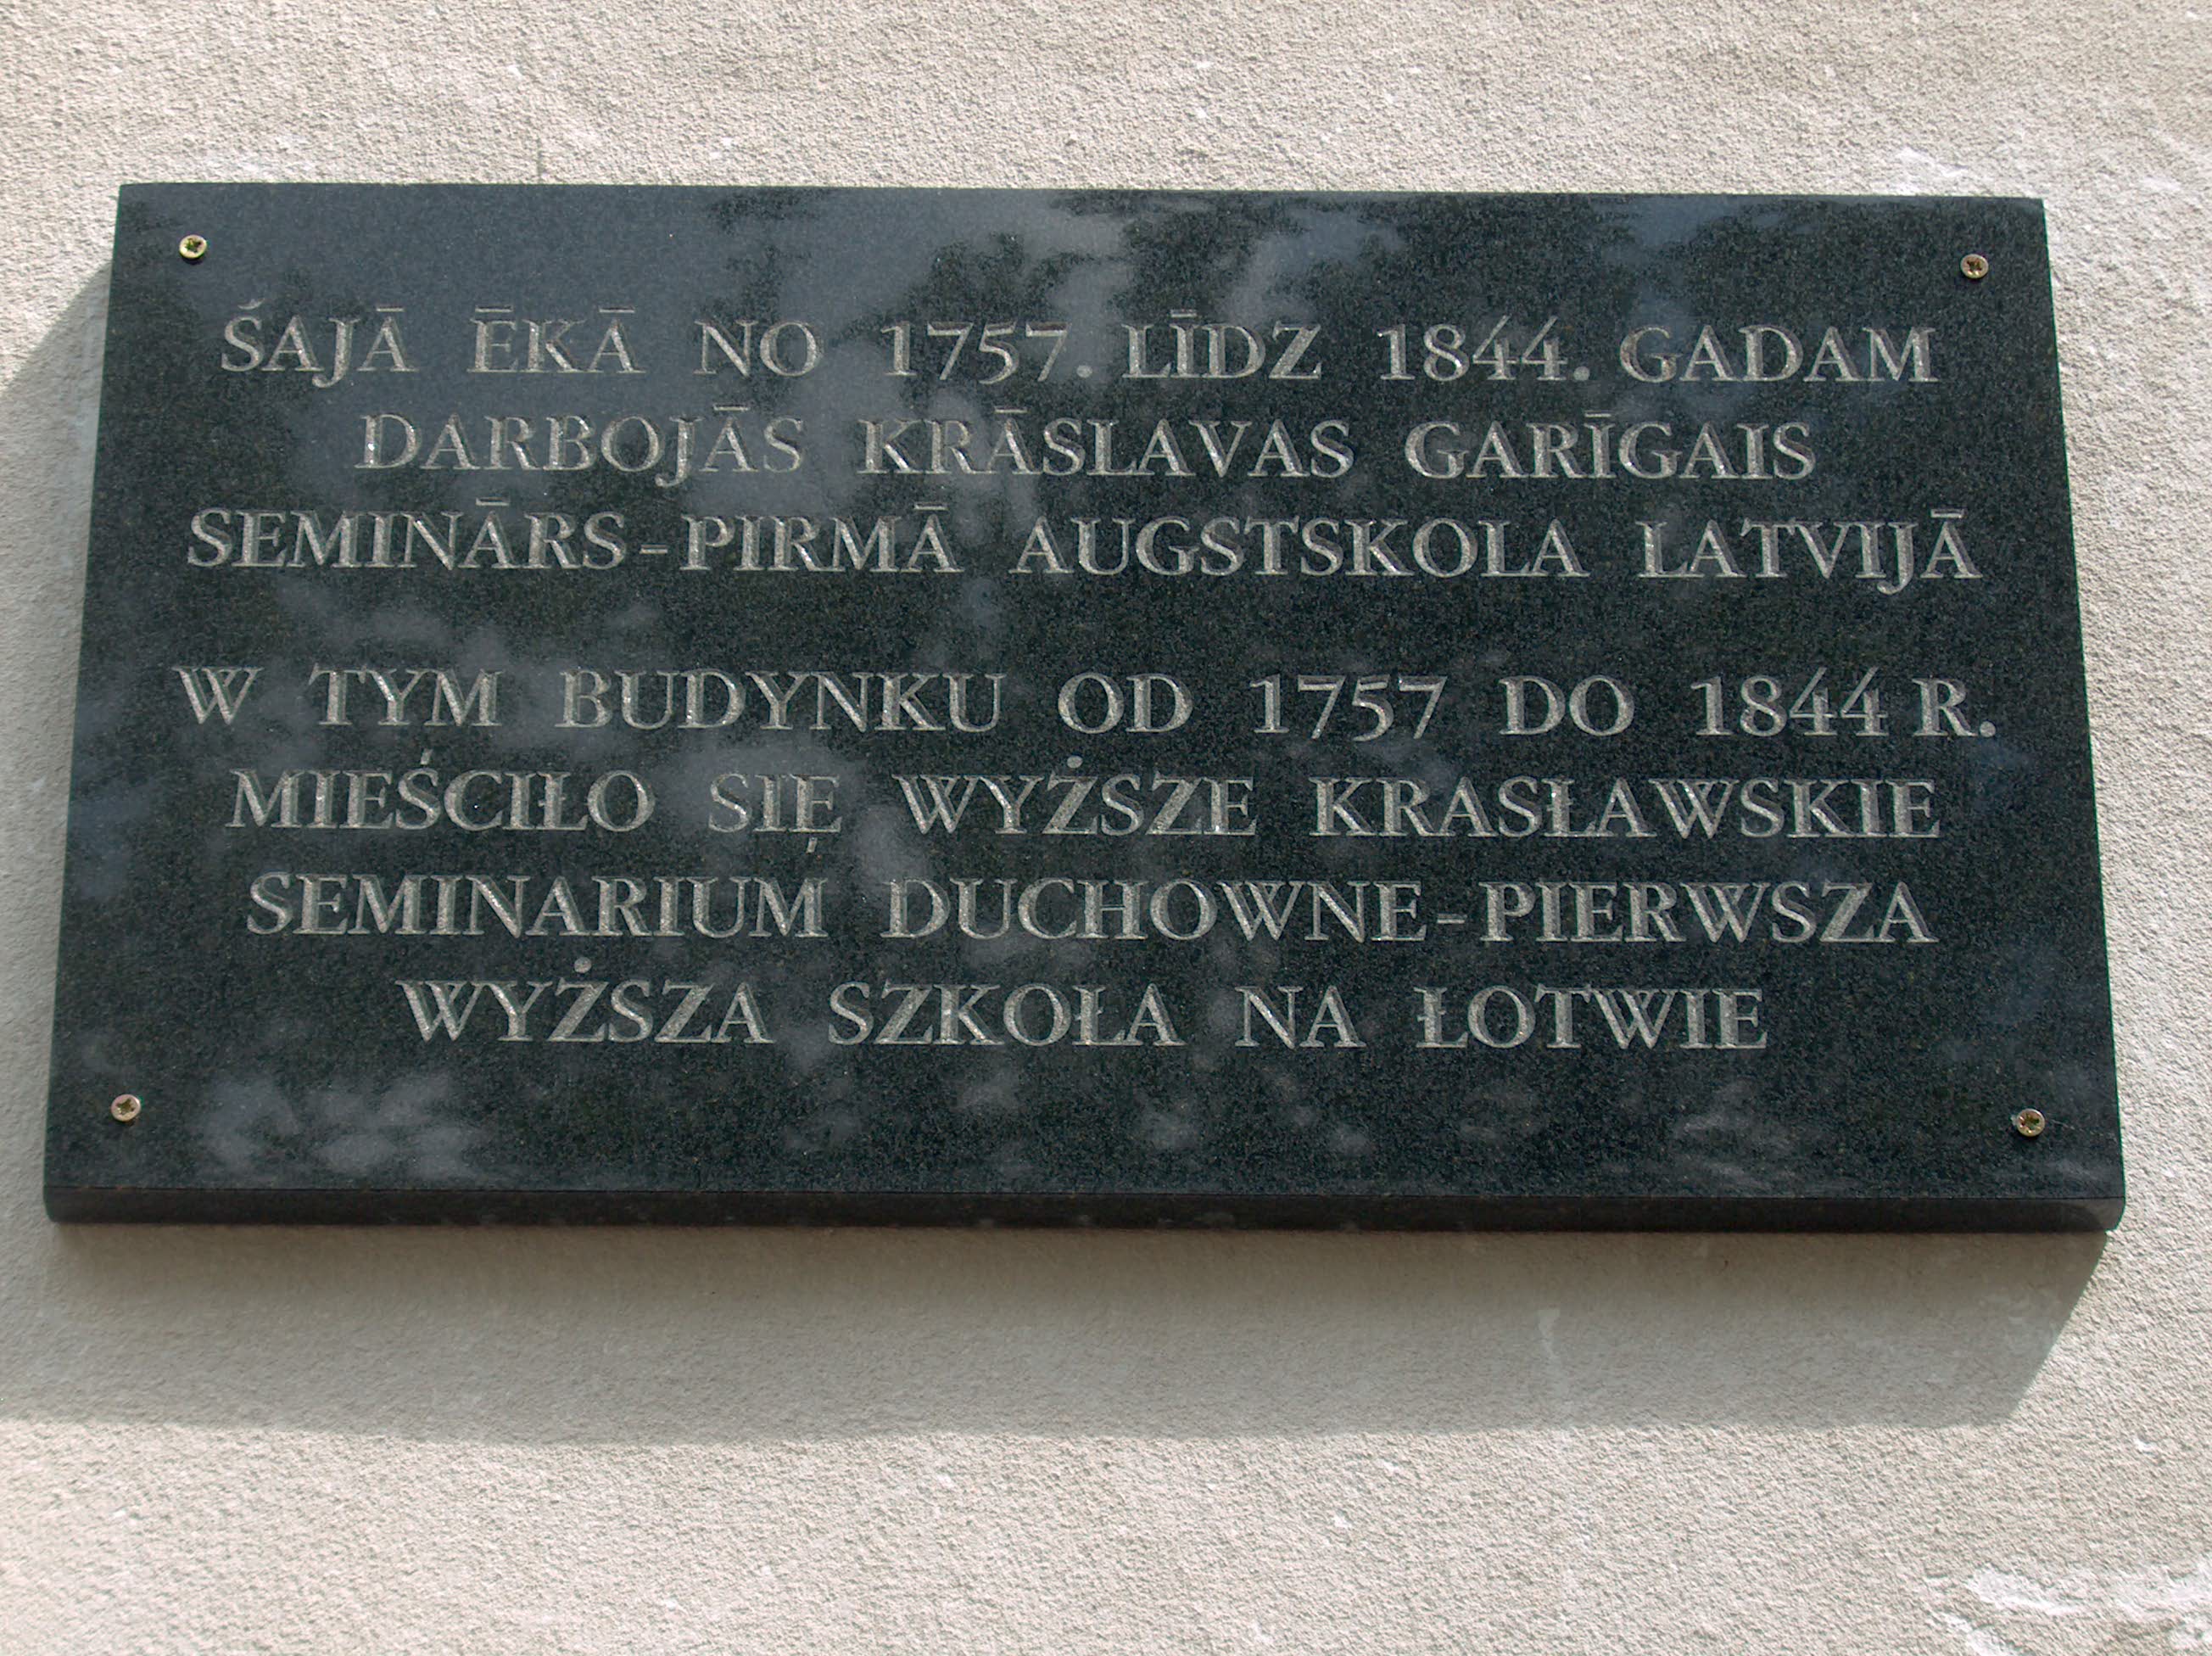 ŠAJĀ ĒKĀ NO 1757. LĪDZ 1844. GADAM
DARBOJĀS KRĀSLAVAS GARĪGAIS
SEMINĀRS-PIRMĀ AUGSTSKOLA LATVIJĀ
W TYM BUDYNKU OD 1757 DO 1844 R.
MIEŚCIŁO SIĘ WYŻSZE KRASŁAWSKIE
SEMINARIUM DUCHOWNE-PIERWSZA
WYŻSZA SZKOŁA NA ŁOTWIE